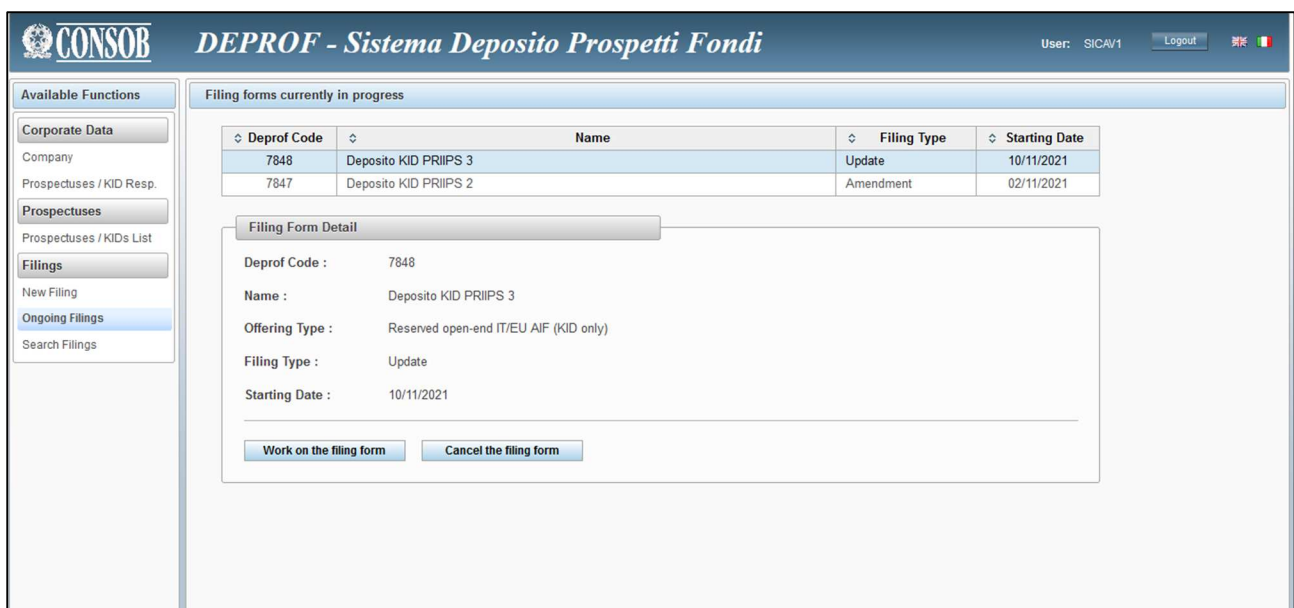 CONSOB DEPROF - Sistema Deposito Prospetti Fondi User: SICAV1 Logout
Available Functions
Corporate Data
Company
Prospectuses / KID Resp.
Prospectuses
Prospectuses / KIDs List
Filings
New Filing
Ongoing Filings
Search Filings
Filing forms currently in progress
Deprof Code Name Filing Type Starting Date
7848 Deposito KID PRIIPS 3 Update 10/11/2021
7847 Deposito KID PRIIPS 2 Amendment 02/11/2021
Filing Form Detail
Deprof Code : 7848
Name : Deposito KID PRIIPS 3
Offering Type : Reserved open-end IT/EU AIF (KID only)
Filing Type : Update
Starting Date : 10/11/2021
Work on the filing form Cancel the filing form